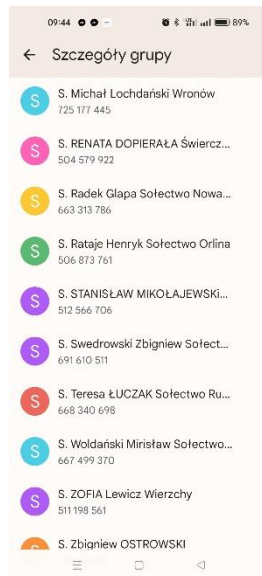 09:44
89%
Szczegóły grupy
S
S. Michał Lochdański Wronów
725 177 445
S
S. RENATA DOPIERAŁA Świercz...
504 579 922
S
S. Radek Glapa Sołectwo Nowa...
663 313 786
S
S. Rataje Henryk Sołectwo Orlina
506 873 761
S
S. STANISŁAW MIKOŁAJEWSKi...
512 566 706
S
S. Swedrowski Zbigniew Sołect...
691 610 511
S
S. Teresa ŁUCZAK Sołectwo Ru...
668 340 698
S
S. Woldański Mirisław Sołectwo...
667 499 370
S
S. ZOFIA Lewicz Wierzchy
511 198 561
S. Zbigniew OSTROWSKI